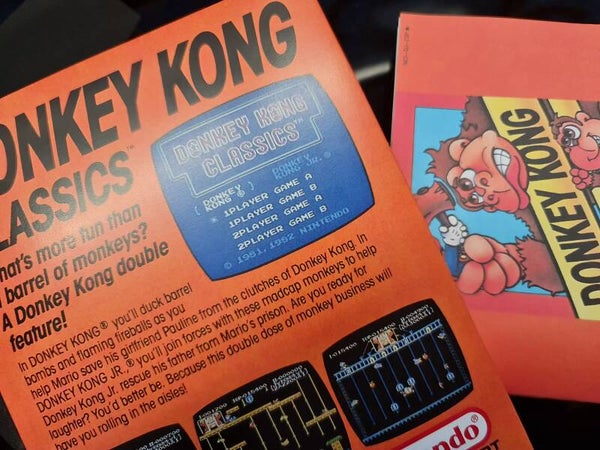 DONKEY KONG
CLASSICS™
What's more fun than
a barrel of monkeys?
A Donkey Kong double
feature!
In DONKEY KONG® you'll duck barrel
bombs and flaming fireballs as you
help Mario save his girlfriend Pauline from the clutches of Donkey Kong. In
DONKEY KONG JR.® you'll join forces with these madcap monkeys to help
Donkey Kong Jr. rescue his father from Mario's prison. Are you ready for
laughter? You'd better be. Because this double dose of monkey business will
have you rolling in the aisles!
DONKEY KONG
CLASSICS™
DONKEY
KONG ®
DONKEY
KONG JR. ®
1PLAYER GAME A
1PLAYER GAME B
2PLAYER GAME A
2PLAYER GAME B
© 1981, 1982 NINTENDO
DONKEY KONG